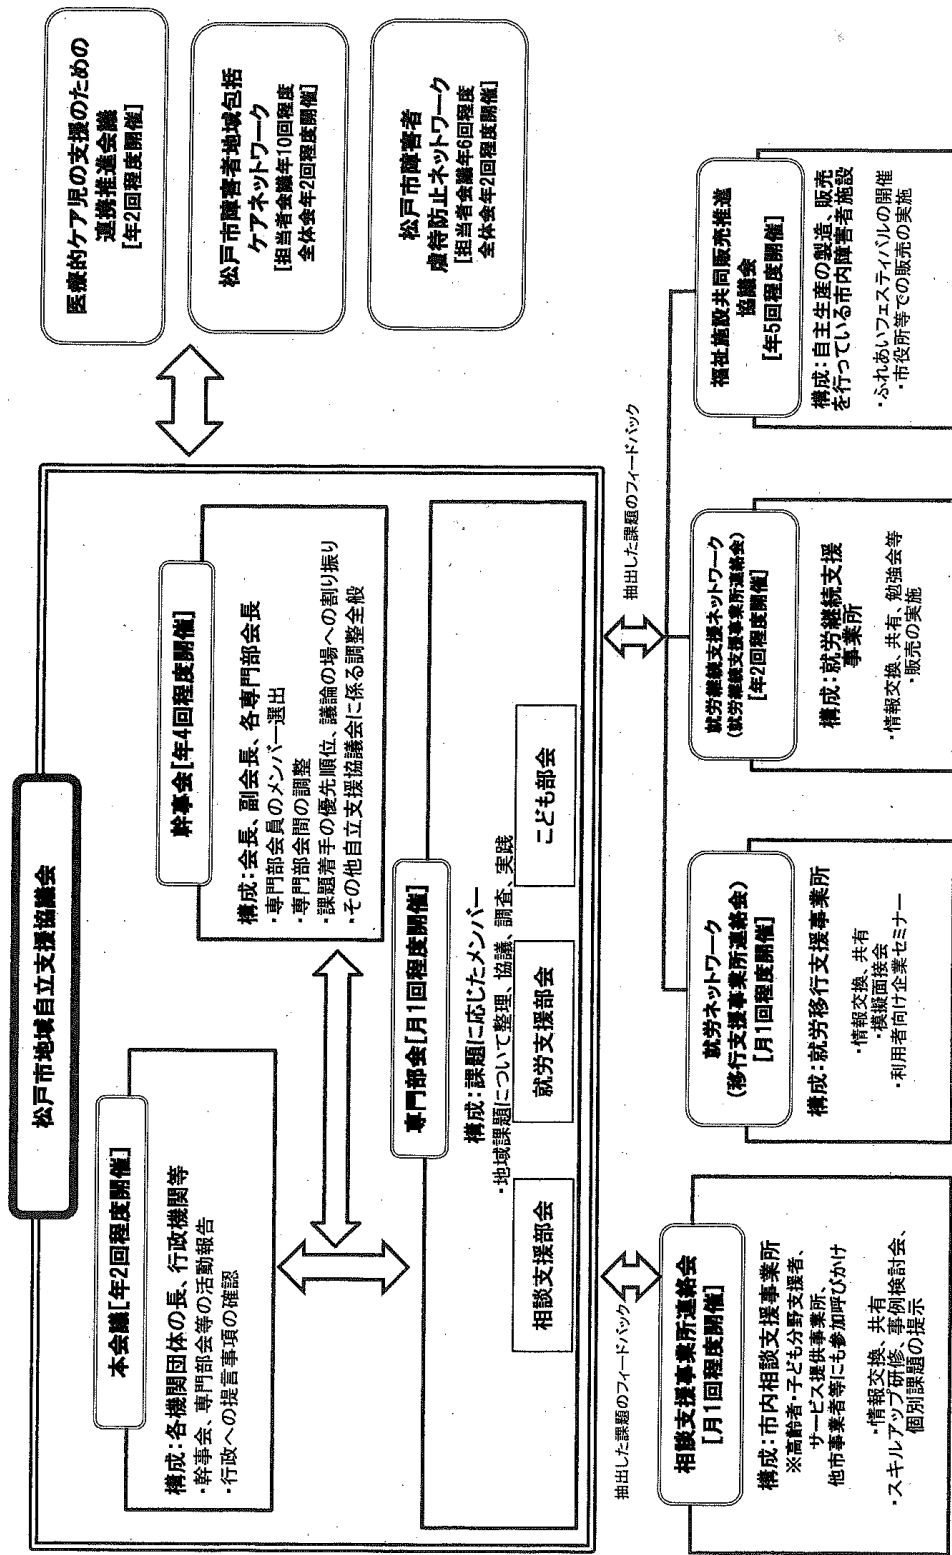 松戸市地域自立支援協議会
本会議[年2回程度開催]
構成：各機関団体の長、行政機関等
・幹事会、専門部会等の活動報告
・行政への提言事項の確認
幹事会[年4回程度開催]
構成：会長、副会長、各専門部会長
・専門部会員のメンバー選出
・専門部会間の調整
・課題着手の優先順位、議論の場への割り振り
・その他自立支援協議会に係る調整全般
専門部会[月1回程度開催]
構成：課題に応じたメンバー
・地域課題について整理、協議、調査、実践
相談支援部会
就労支援部会
こども部会
医療的ケア児の支援のための
連携推進会議
[年2回程度開催]
松戸市障害者地域包括
ケアネットワーク
[担当者会議年10回程度
全体会年2回程度開催]
松戸市障害者
虐待防止ネットワーク
[担当者会議年6回程度
全体会年2回程度開催]
抽出した課題のフィードバック
抽出した課題のフィードバック
相談支援事業所連絡会
[月1回程度開催]
構成：市内相談支援事業所
※高齢者・子ども分野支援者、
サービス提供事業所、
他市事業者等にも参加呼びかけ
・情報交換、共有
・スキルアップ研修、事例検討会、
個別課題の提示
就労ネットワーク
(移行支援事業所連絡会)
[月1回程度開催]
構成：就労移行支援事業所
・情報交換、共有
・模擬面接会
・利用者向け企業セミナー
就労継続支援ネットワーク
(就労継続支援事業所連絡会)
[年2回程度開催]
構成：就労継続支援
事業所
・情報交換、共有、勉強会等
・販売の実施
福祉施設共同販売推進
協議会
[年5回程度開催]
構成：自主生産の製造、販売
を行っている市内障害者施設
・ふれあいフェスティバルの開催
・市役所等での販売の実施